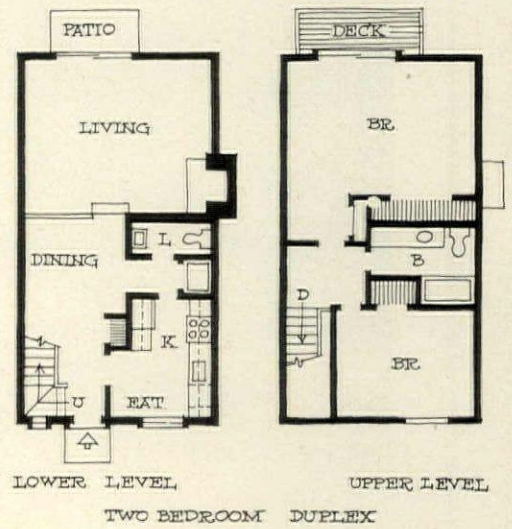 PATIO
LIVING
L
DINING
K
U
EAT
LOWER LEVEL
DECK
BR
B
D
BR
UPPER LEVEL
TWO BEDROOM DUPLEX